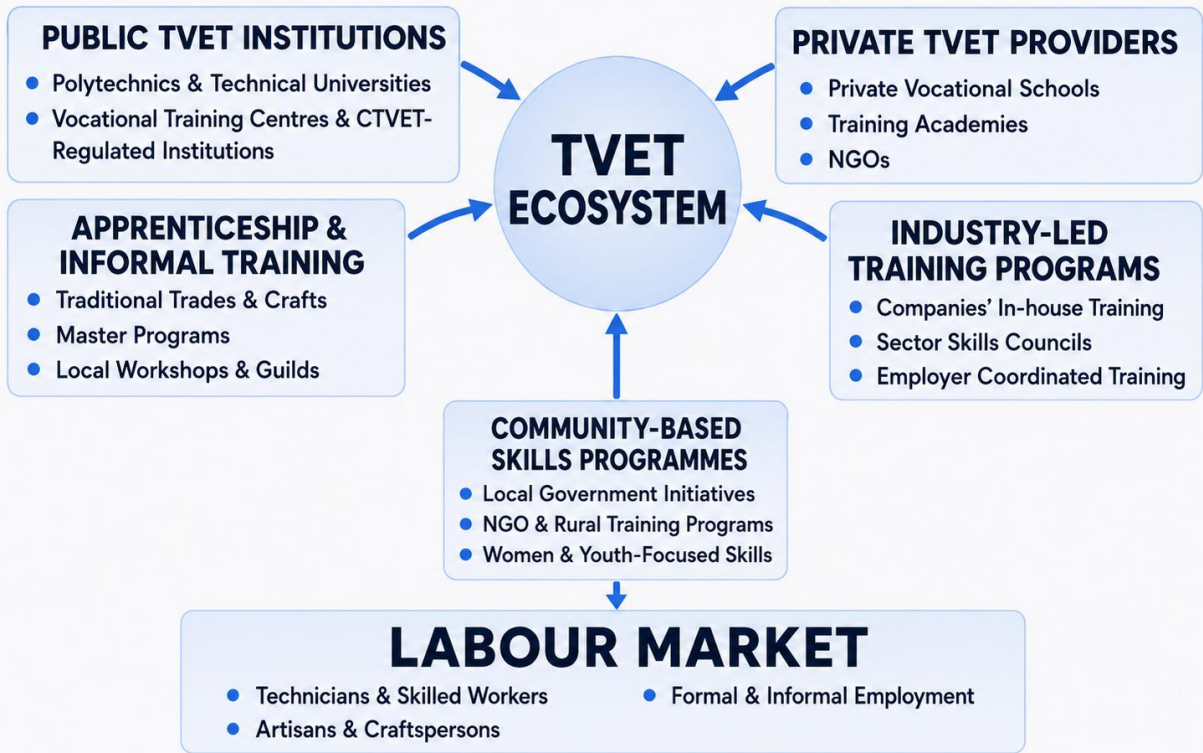 PUBLIC TVET INSTITUTIONS
Polytechnics & Technical Universities
Vocational Training Centres & CTVET-
Regulated Institutions
PRIVATE TVET PROVIDERS
Private Vocational Schools
Training Academies
NGOs
TVET
ECOSYSTEM
APPRENTICESHIP &
INFORMAL TRAINING
Traditional Trades & Crafts
Master Programs
Local Workshops & Guilds
INDUSTRY-LED
TRAINING PROGRAMS
Companies' In-house Training
Sector Skills Councils
Employer Coordinated Training
COMMUNITY-BASED
SKILLS PROGRAMMES
Local Government Initiatives
NGO & Rural Training Programs
Women & Youth-Focused Skills
LABOUR MARKET
Technicians & Skilled Workers
Artisans & Craftspersons
Formal & Informal Employment